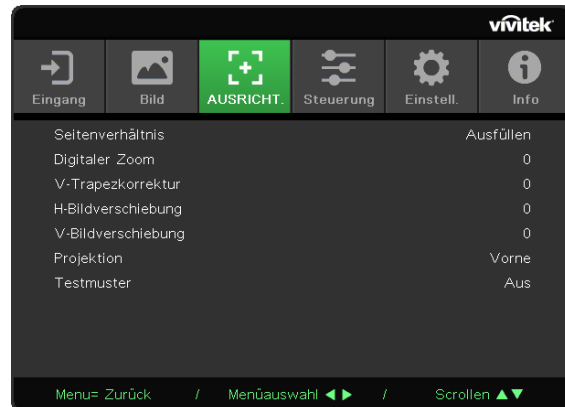 vivitek
Eingang Bild AUSRICHT. Steuerung Einstell. Info
Seitenverhältnis Ausfüllen
Digitaler Zoom 0
V-Trapezkorrektur 0
H-Bildverschiebung 0
V-Bildverschiebung 0
Projektion Vorne
Testmuster Aus
Menu= Zurück / Menüauswahl ◀ ▶ / Scrollen ▲▼